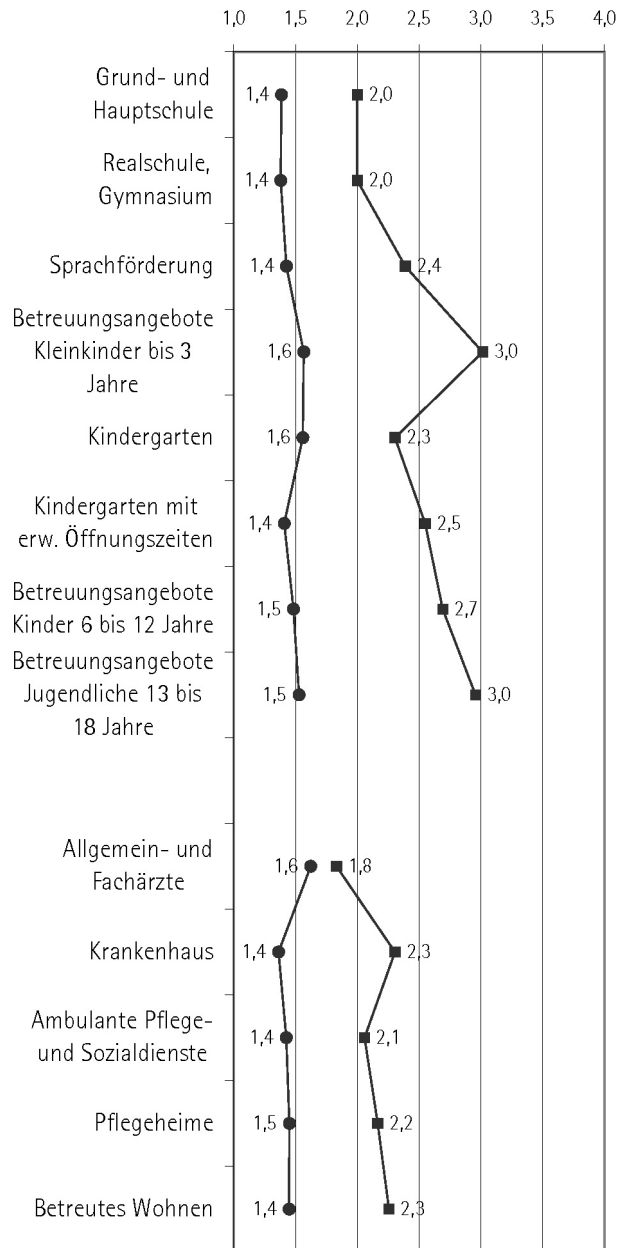 1,0 1,5 2,0 2,5 3,0 3,5 4,0
Grund- und
Hauptschule
1,4 2,0
Realschule,
Gymnasium
1,4 2,0
Sprachförderung
1,4 2,4
Betreuungsangebote
Kleinkinder bis 3
Jahre
1,6 3,0
Kindergarten
1,6 2,3
Kindergarten mit
erw. Öffnungszeiten
1,4 2,5
Betreuungsangebote
Kinder 6 bis 12 Jahre
1,5 2,7
Betreuungsangebote
Jugendliche 13 bis
18 Jahre
1,5 3,0
Allgemein- und
Fachärzte
1,6 1,8
Krankenhaus
1,4 2,3
Ambulante Pflege-
und Sozialdienste
1,4 2,1
Pflegeheime
1,5 2,2
Betreutes Wohnen
1,4 2,3